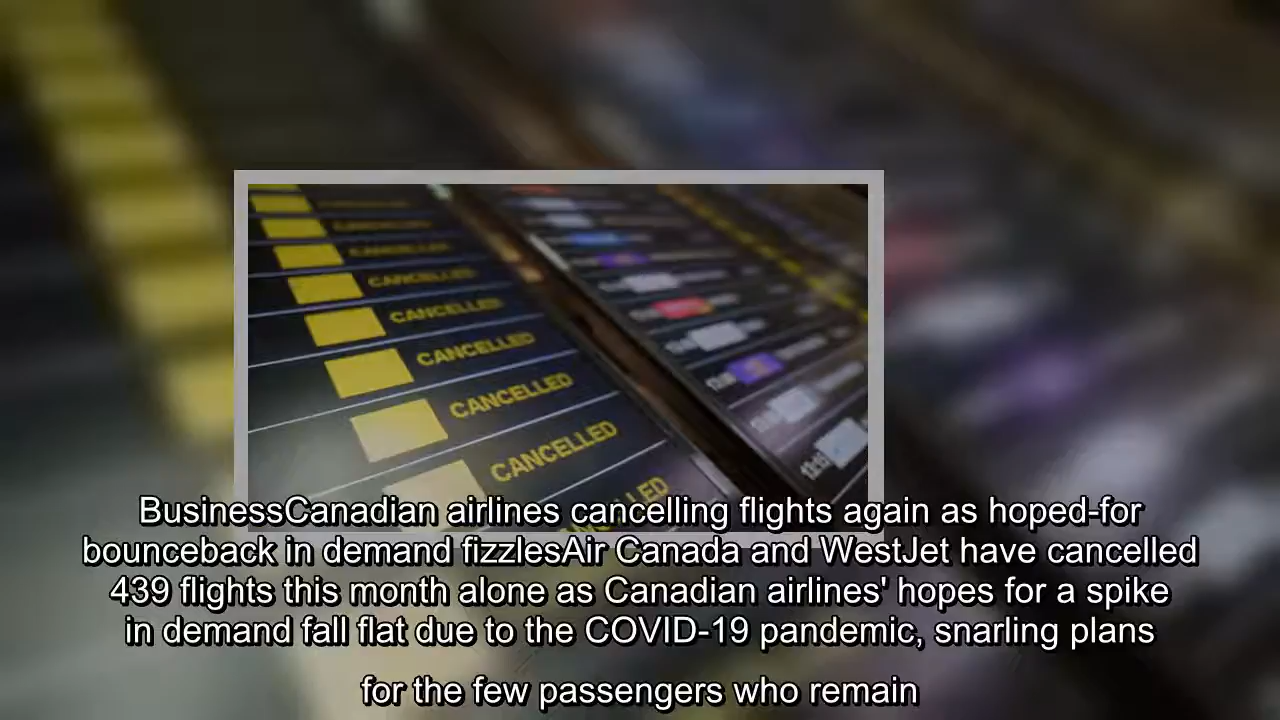 CANCELLED
CANCELLED
CANCELLED
CANCELLED
CANCELLED
CANCELLED
BusinessCanadian airlines cancelling flights again as hoped-for
bounceback in demand fizzlesAir Canada and WestJet have cancelled
439 flights this month alone as Canadian airlines' hopes for a spike
in demand fall flat due to the COVID-19 pandemic, snarling plans
for the few passengers who remain